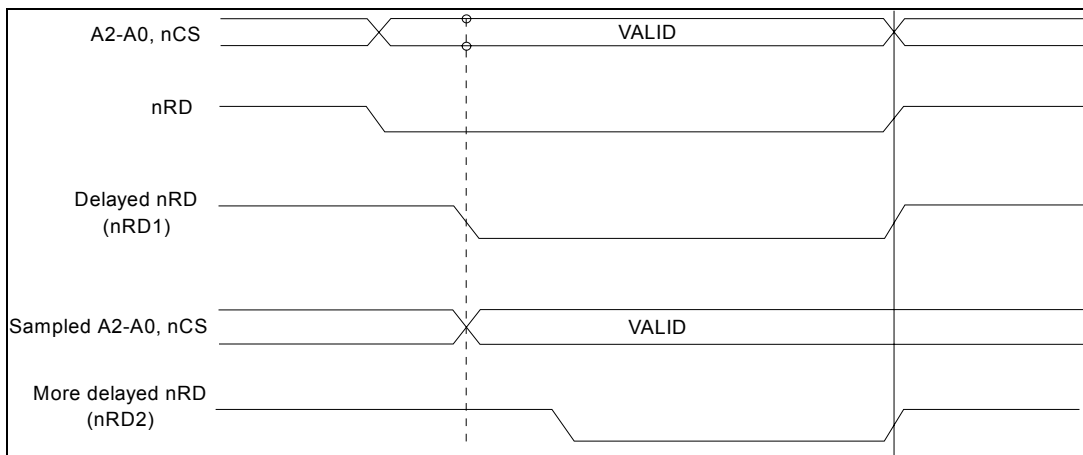 A2-A0, nCS
VALID
nRD
Delayed nRD
(nRD1)
Sampled A2-A0, nCS
VALID
More delayed nRD
(nRD2)